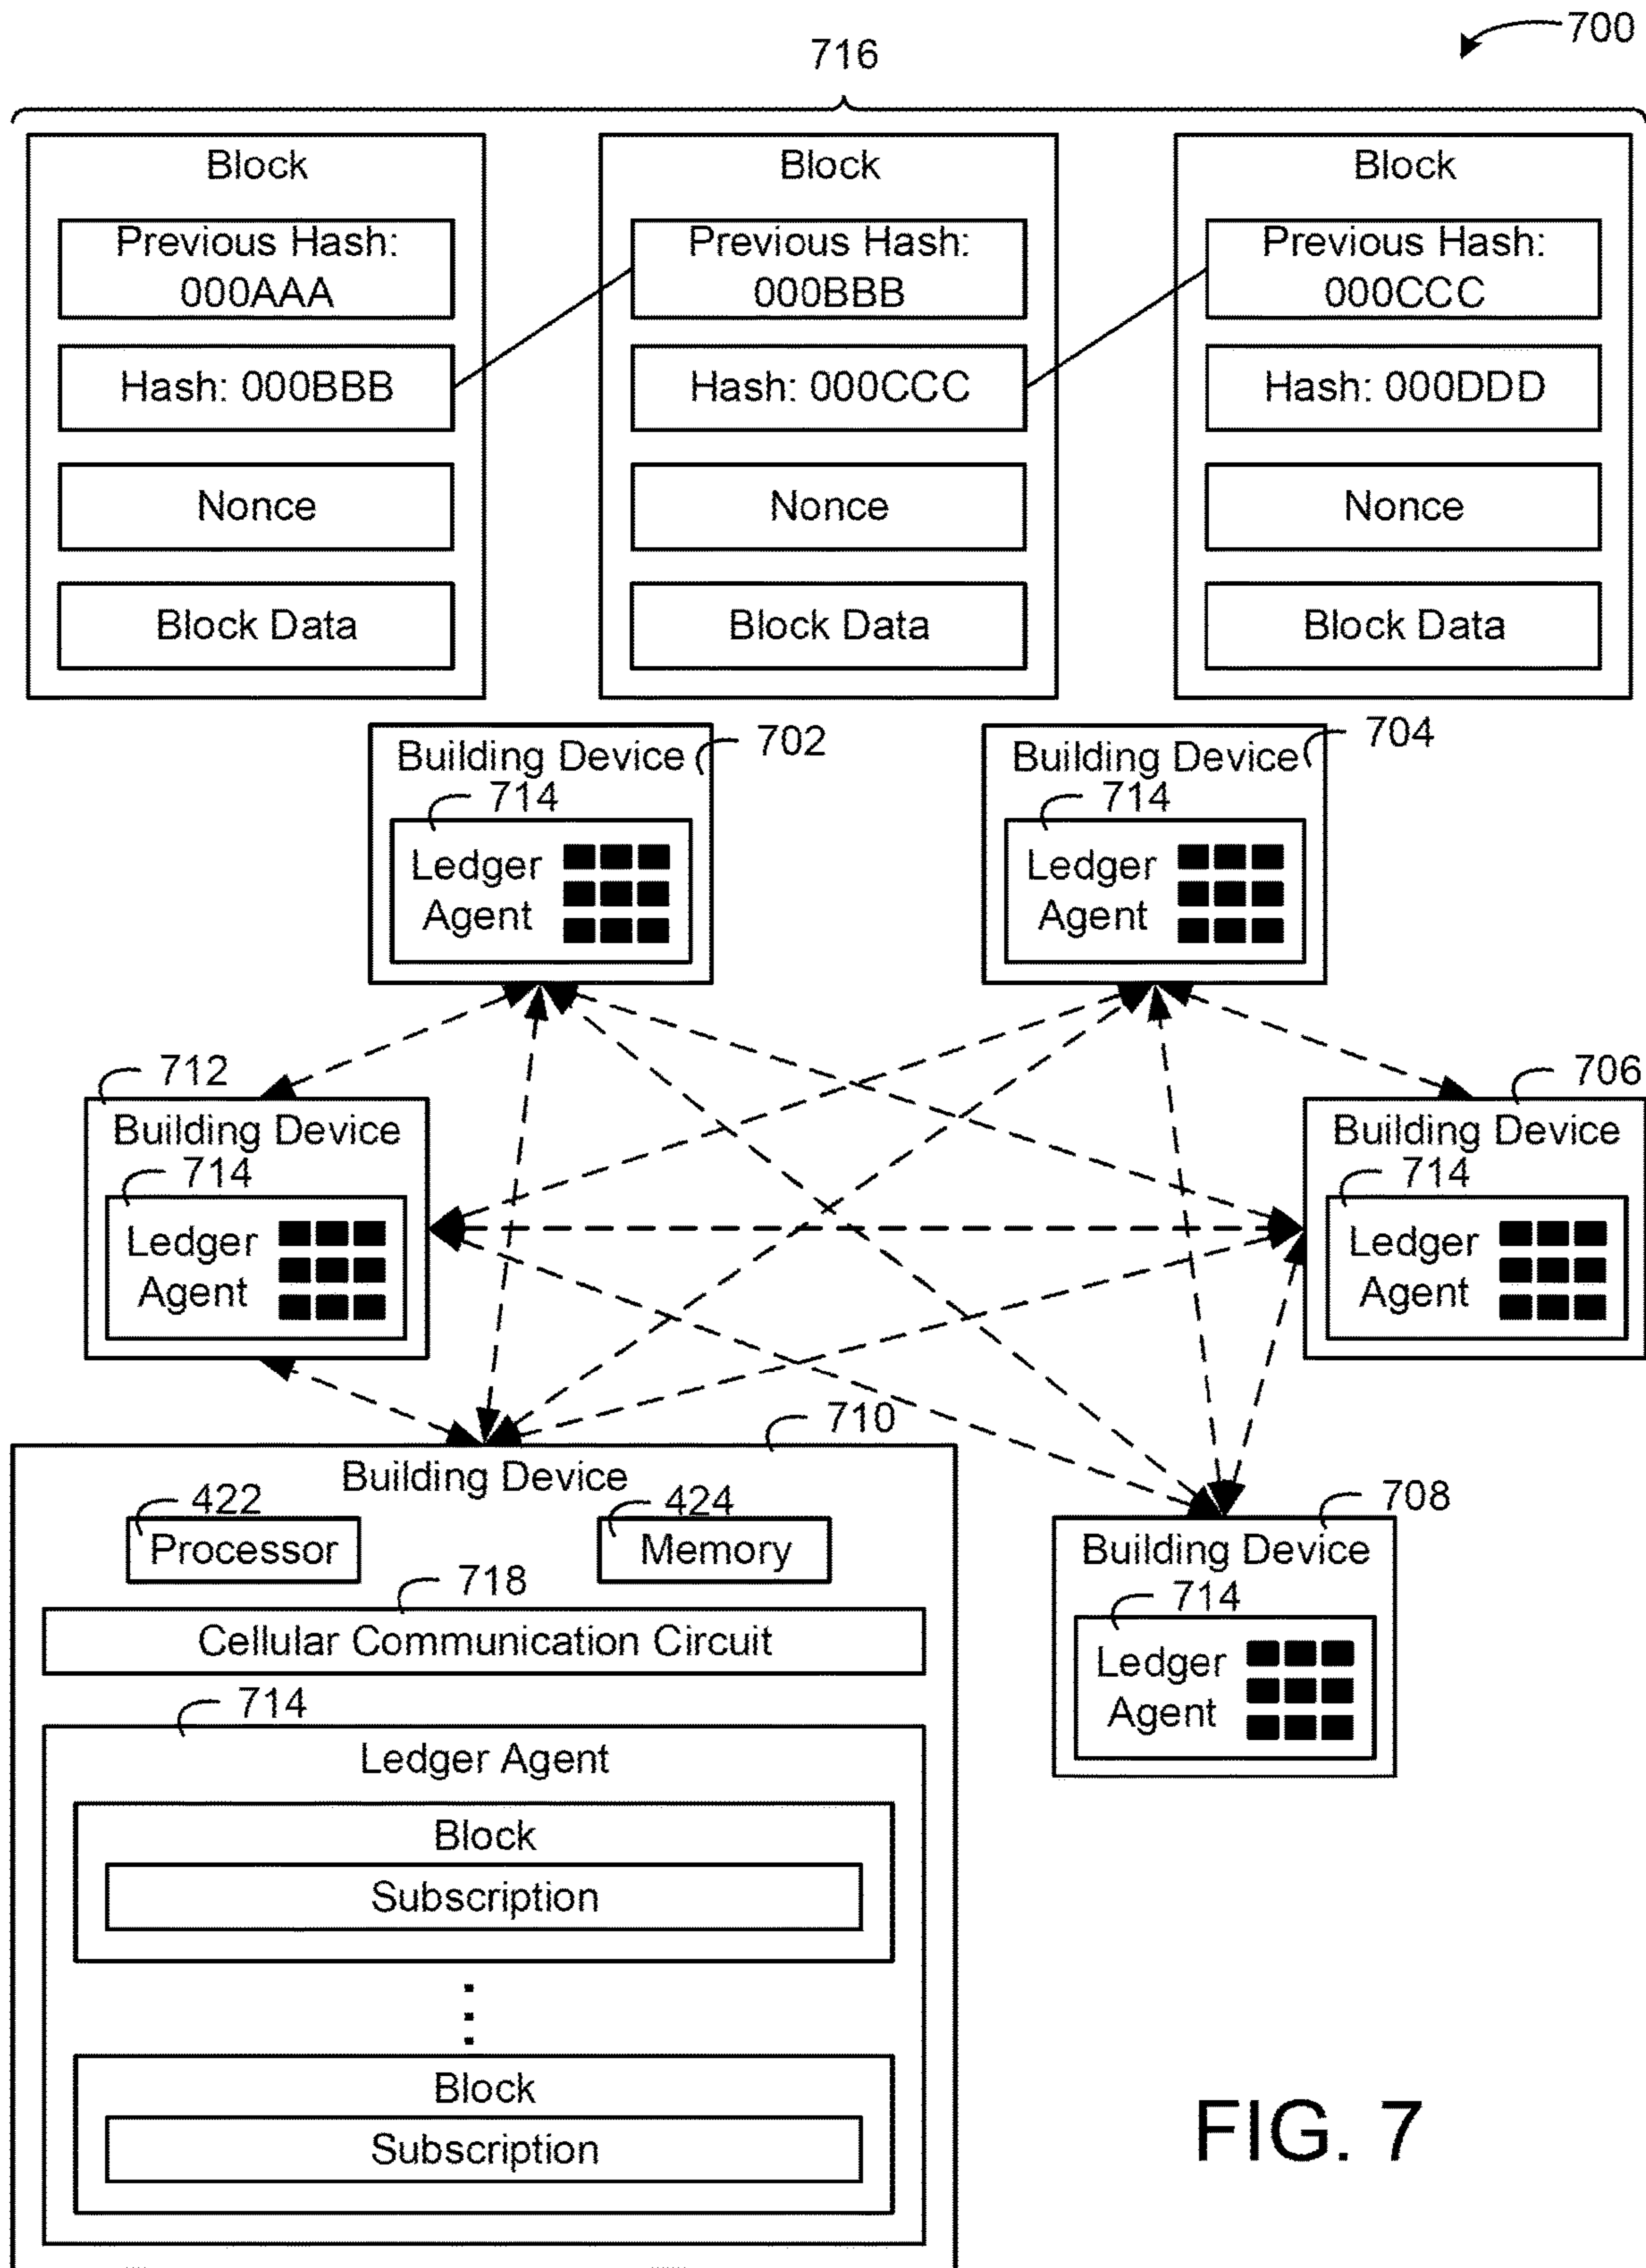 700
716
Block
Previous Hash:
000AAA
Hash: 000BBB
Nonce
Block Data
Block
Previous Hash:
000BBB
Hash: 000CCC
Nonce
Block Data
Block
Previous Hash:
000CCC
Hash: 000DDD
Nonce
Block Data
702
Building Device
714
Ledger
Agent
704
Building Device
714
Ledger
Agent
712
Building Device
714
Ledger
Agent
706
Building Device
714
Ledger
Agent
710
Building Device
422
Processor
424
Memory
718
Cellular Communication Circuit
714
Ledger Agent
Block
Subscription
Block
Subscription
708
Building Device
714
Ledger
Agent
FIG. 7